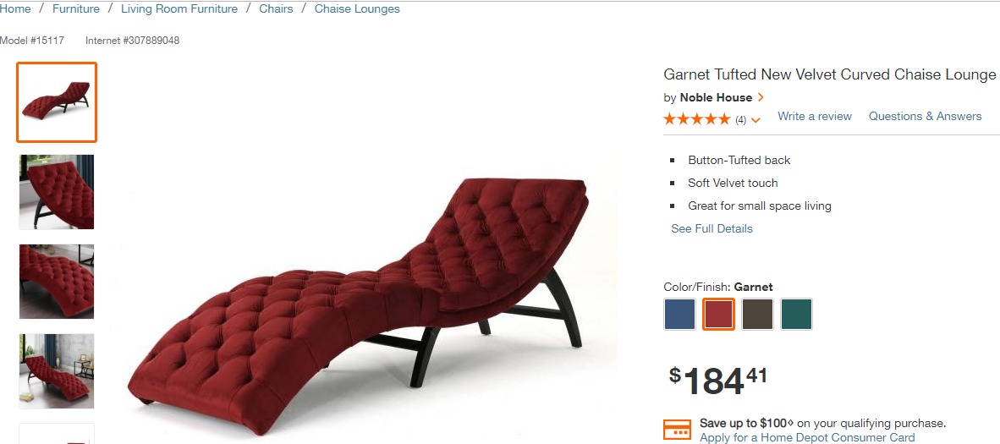 Home / Furniture / Living Room Furniture / Chairs / Chaise Lounges
Model #15117 Internet #307889048
Garnet Tufted New Velvet Curved Chaise Lounge
by Noble House
(4) Write a review Questions & Answers
Button-Tufted back
Soft Velvet touch
Great for small space living
See Full Details
Color/Finish: Garnet
$184 41
Save up to $100◊ on your qualifying purchase.
Apply for a Home Depot Consumer Card